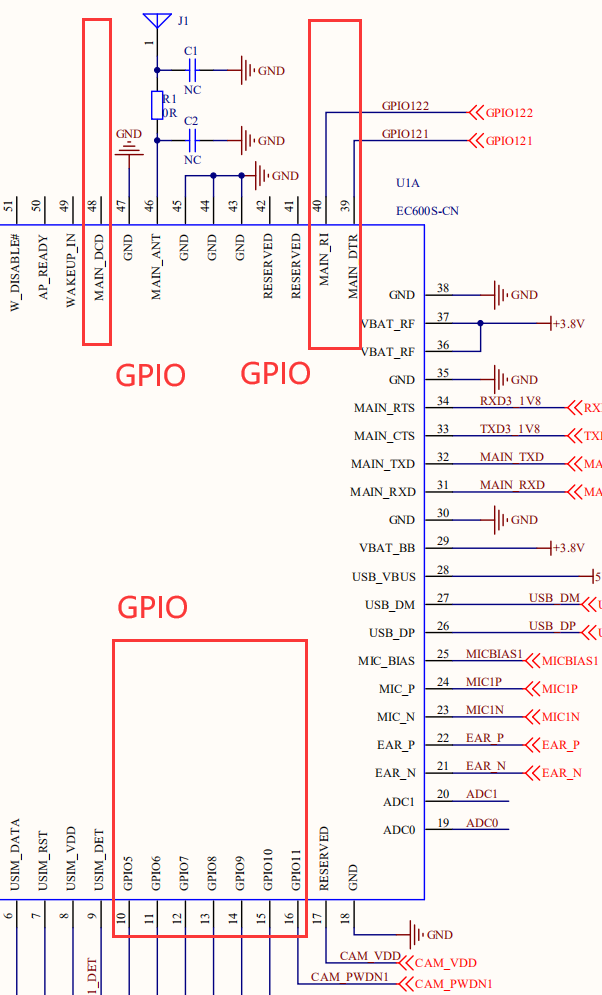 J1
1
C1
NC
GND
R1
0R
C2
NC
GND
GND
GND
GPIO122
GPIO122
GPIO121
GPIO121
U1A
EC600S-CN
51
50
49
48
47
46
45
44
43
42
41
40
39
W_DISABLE#
AP_READY
WAKEUP_IN
MAIN_DCD
GND
MAIN_ANT
GND
GND
GND
RESERVED
RESERVED
MAIN_RI
MAIN_DTR
GND 38 GND
VBAT_RF 37 +3.8V
VBAT_RF 36
GND 35 GND
MAIN_RTS 34 RXD3_1V8 RX
MAIN_CTS 33 TXD3_1V8
MAIN_TXD 32 MAIN_TXD MA
MAIN_RXD 31 MAIN_RXD MA
GND 30 GND
VBAT_BB 29 +3.8V
USB_VBUS 28 5
USB_DM 27 USB_DM
USB_DP 26 USB_DP
MIC_BIAS 25 MICBIAS1 MICBIAS1
MIC_P 24 MIC1P MIC1P
MIC_N 23 MIC1N MIC1N
EAR_P 22 EAR_P EAR_P
EAR_N 21 EAR_N EAR_N
ADC1 20 ADC1
ADC0 19 ADC0
GPIO
GPIO
GPIO
USIM_DATA
USIM_RST
USIM_VDD
USIM_DET
GPIO5
GPIO6
GPIO7
GPIO8
GPIO9
GPIO10
GPIO11
RESERVED
GND
6
7
8
9
10
11
12
13
14
15
16
17
18
1_DET
GND
CAM_VDD CAM_VDD
CAM_PWDN1 CAM_PWDN1